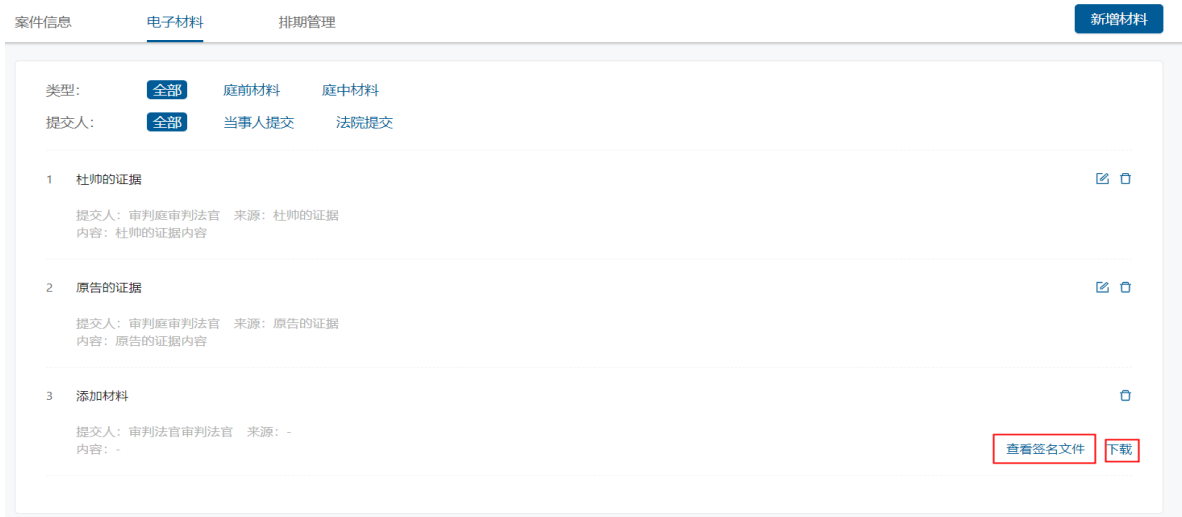 案件信息 电子材料 排期管理 新增材料
类型： 全部 庭前材料 庭中材料
提交人： 全部 当事人提交 法院提交
1 杜帅的证据
提交人：审判庭审判法官 来源：杜帅的证据
内容：杜帅的证据内容
2 原告的证据
提交人：审判庭审判法官 来源：原告的证据
内容：原告的证据内容
3 添加材料
提交人：审判法官审判法官 来源：-
内容：-
查看签名文件 下载